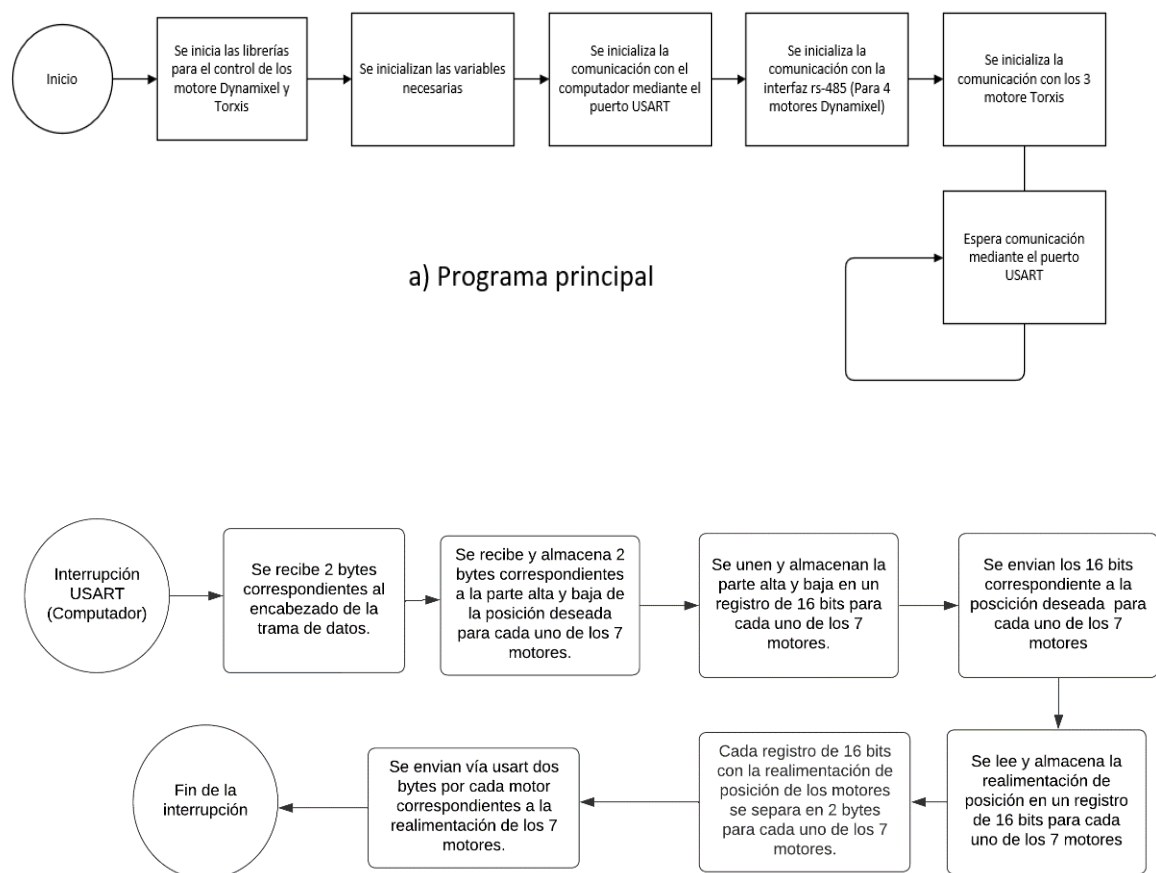 Inicio
Se inicia las librerías
para el control de los
motore Dynamixel y
Torxis
Se inicializan las variables
necesarias
Se inicializa la
comunicación con el
computador mediante el
puerto USART
Se inicializa la
comunicación con la
interfaz rs-485 (Para 4
motores Dynamixel)
Se inicializa la
comunicación con los 3
motore Torxis
Espera comunicación
mediante el puerto
USART
a) Programa principal
Interrupción
USART
(Computador)
Se recibe 2 bytes
correspondientes al
encabezado de la
trama de datos.
Se recibe y almacena 2
bytes correspondientes
a la parte alta y baja de
la posición deseada
para cada uno de los 7
motores.
Se unen y almacenan la
parte alta y baja en un
registro de 16 bits para
cada uno de los 7
motores.
Se envian los 16 bits
correspondiente a la
poscición deseada para
cada uno de los 7
motores
Se lee y almacena la
realimentación de
posición en un registro
de 16 bits para cada
uno de los 7 motores
Cada registro de 16 bits
con la realimentación de
posición de los motores
se separa en 2 bytes
para cada uno de los 7
motores.
Se envian vía usart dos
bytes por cada motor
correspondientes a la
realimentación de los 7
motores.
Fin de la
interrupción